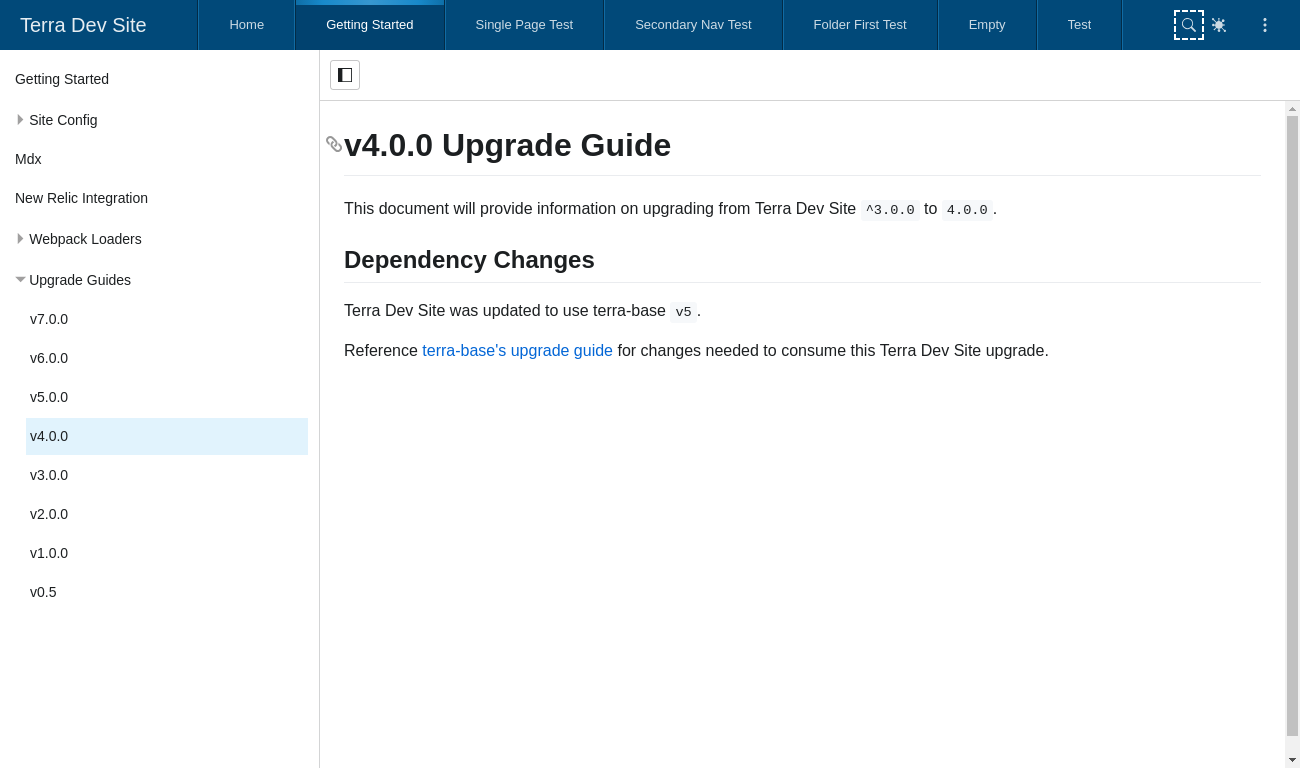 Terra Dev Site
Home
Getting Started
Single Page Test
Secondary Nav Test
Folder First Test
Empty
Test
Getting Started
Site Config
Mdx
New Relic Integration
Webpack Loaders
Upgrade Guides
v7.0.0
v6.0.0
v5.0.0
v4.0.0
v3.0.0
v2.0.0
v1.0.0
v0.5
v4.0.0 Upgrade Guide
This document will provide information on upgrading from Terra Dev Site ^3.0.0 to 4.0.0.
Dependency Changes
Terra Dev Site was updated to use terra-base v5.
Reference terra-base's upgrade guide for changes needed to consume this Terra Dev Site upgrade.